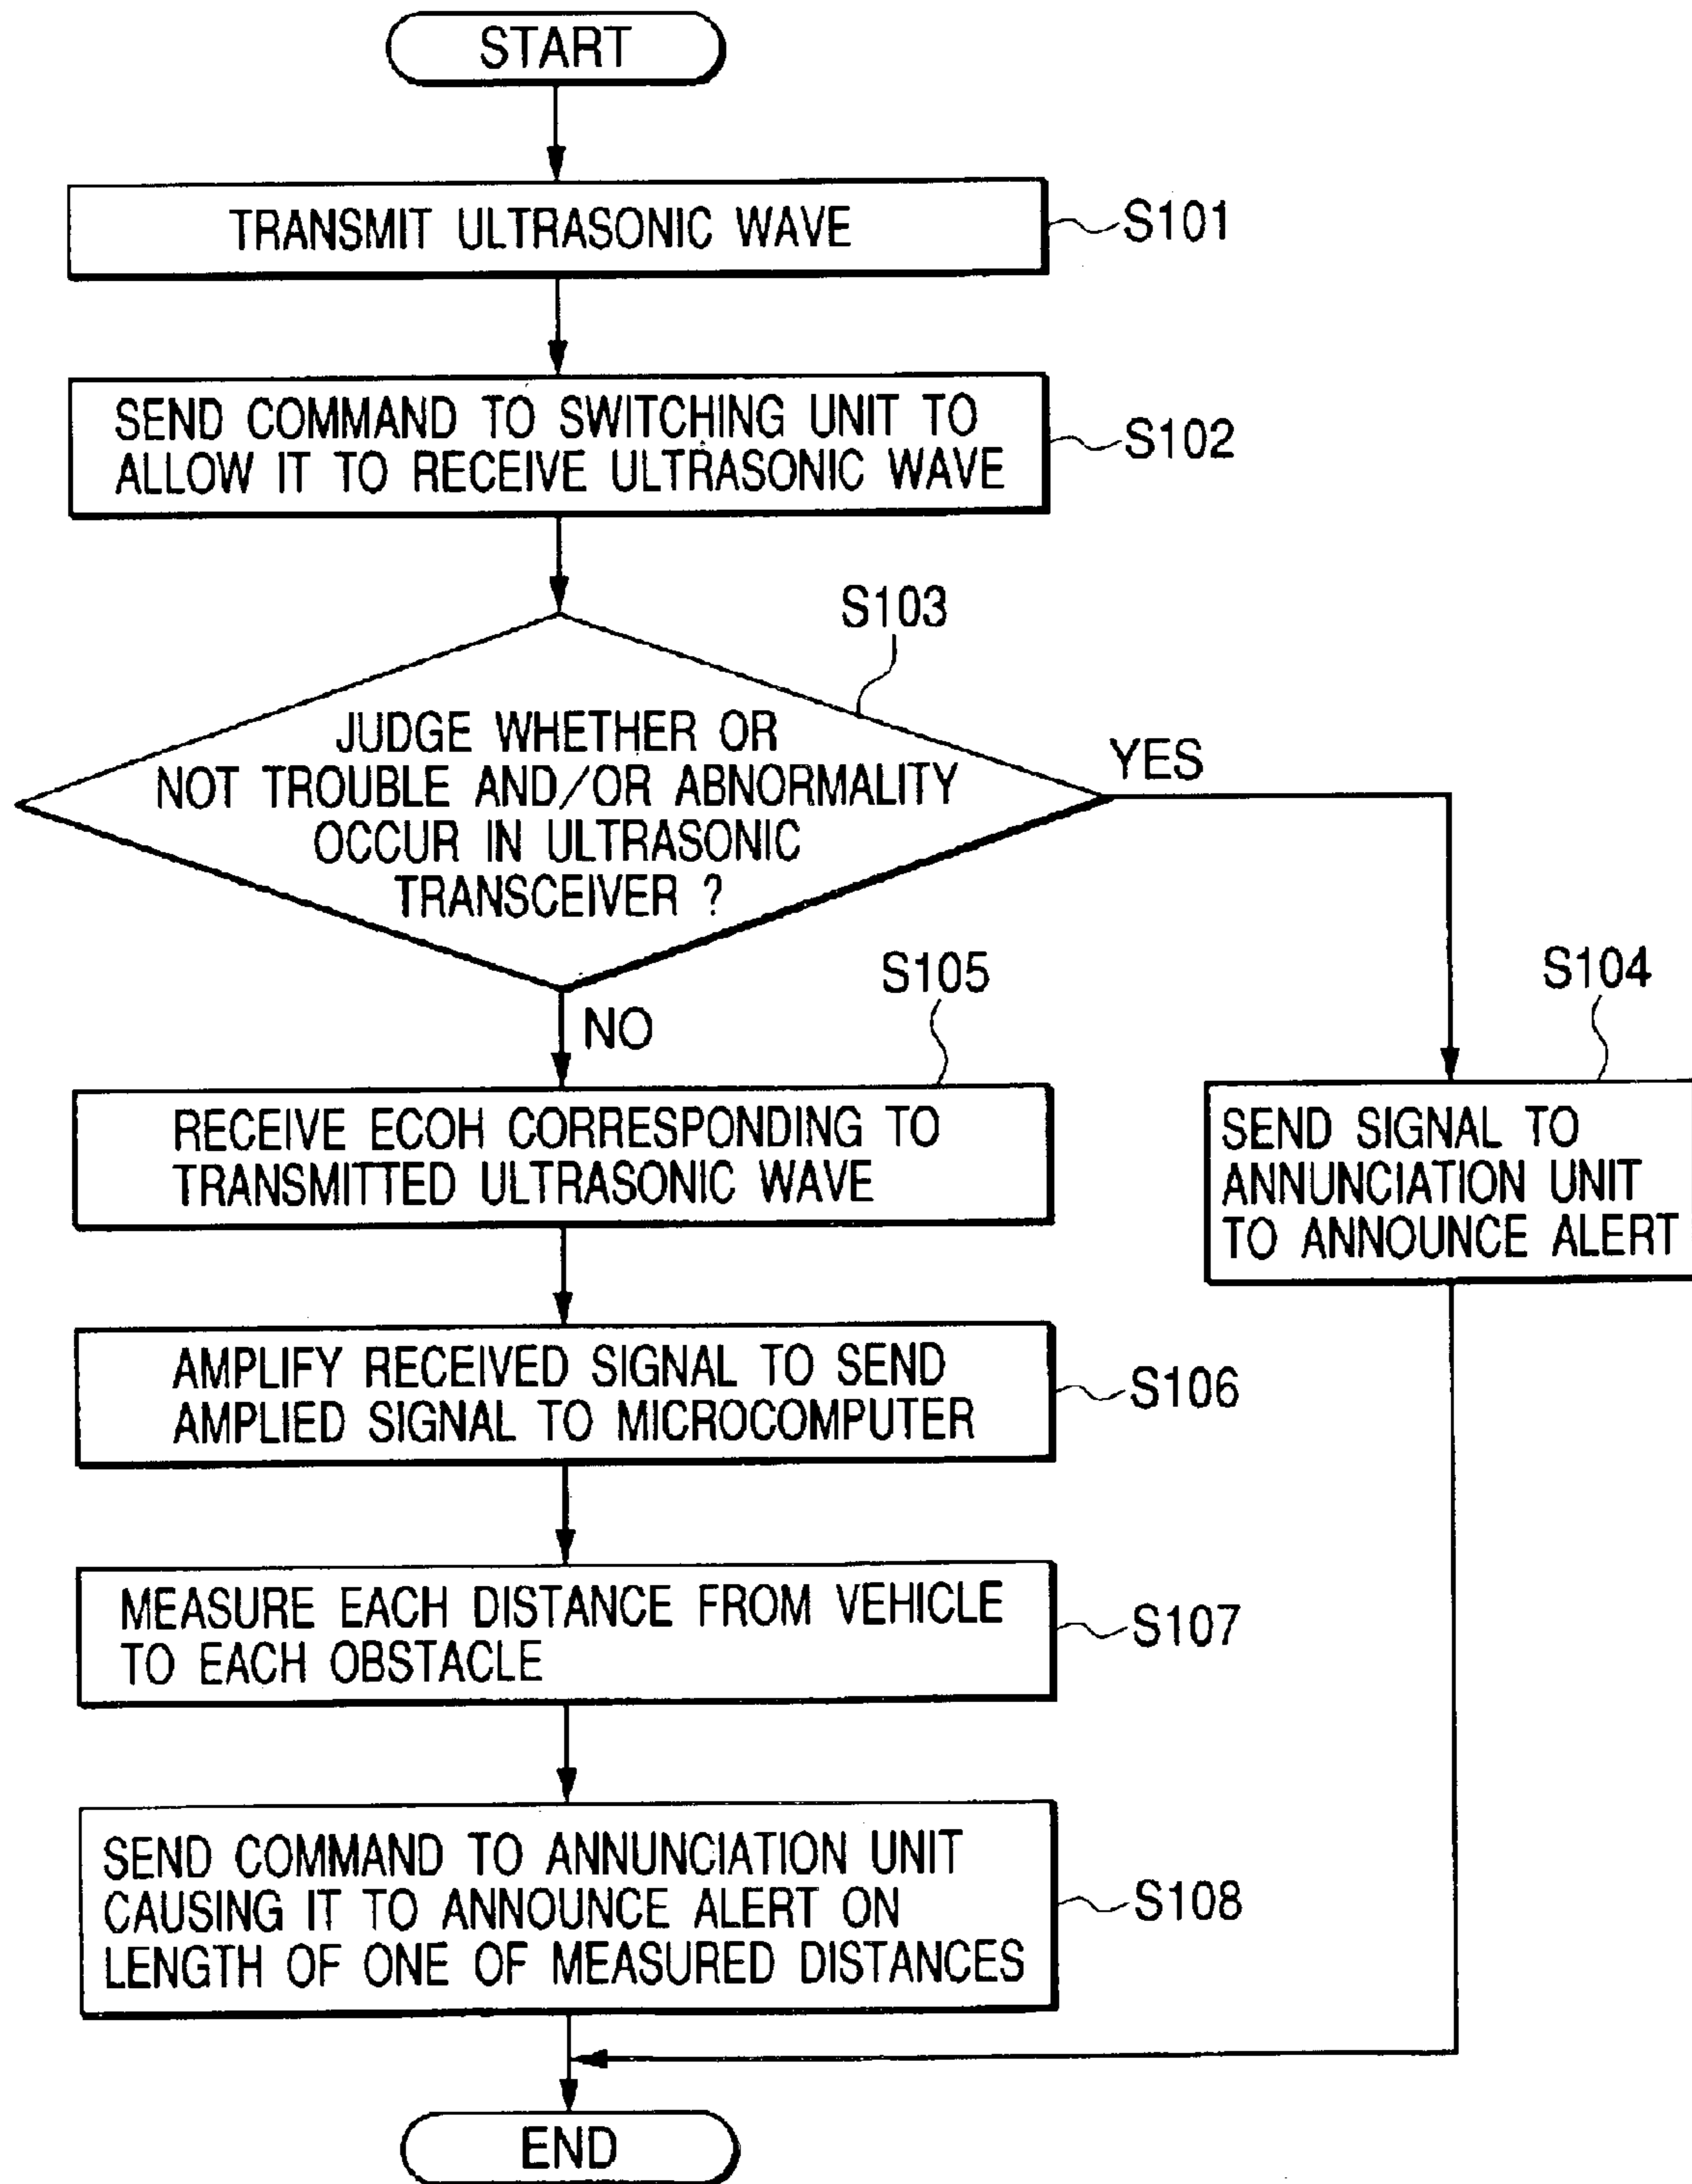 START
TRANSMIT ULTRASONIC WAVE
S101
SEND COMMAND TO SWITCHING UNIT TO
ALLOW IT TO RECEIVE ULTRASONIC WAVE
S102
S103
JUDGE WHETHER OR
NOT TROUBLE AND/OR ABNORMALITY
OCCUR IN ULTRASONIC
TRANSCEIVER ?
YES
NO
S105
RECEIVE ECOH CORRESPONDING TO
TRANSMITTED ULTRASONIC WAVE
S104
SEND SIGNAL TO
ANNUNCIATION UNIT
TO ANNOUNCE ALERT
AMPLIFY RECEIVED SIGNAL TO SEND
AMPLIED SIGNAL TO MICROCOMPUTER
S106
MEASURE EACH DISTANCE FROM VEHICLE
TO EACH OBSTACLE
S107
SEND COMMAND TO ANNUNCIATION UNIT
CAUSING IT TO ANNOUNCE ALERT ON
LENGTH OF ONE OF MEASURED DISTANCES
S108
END